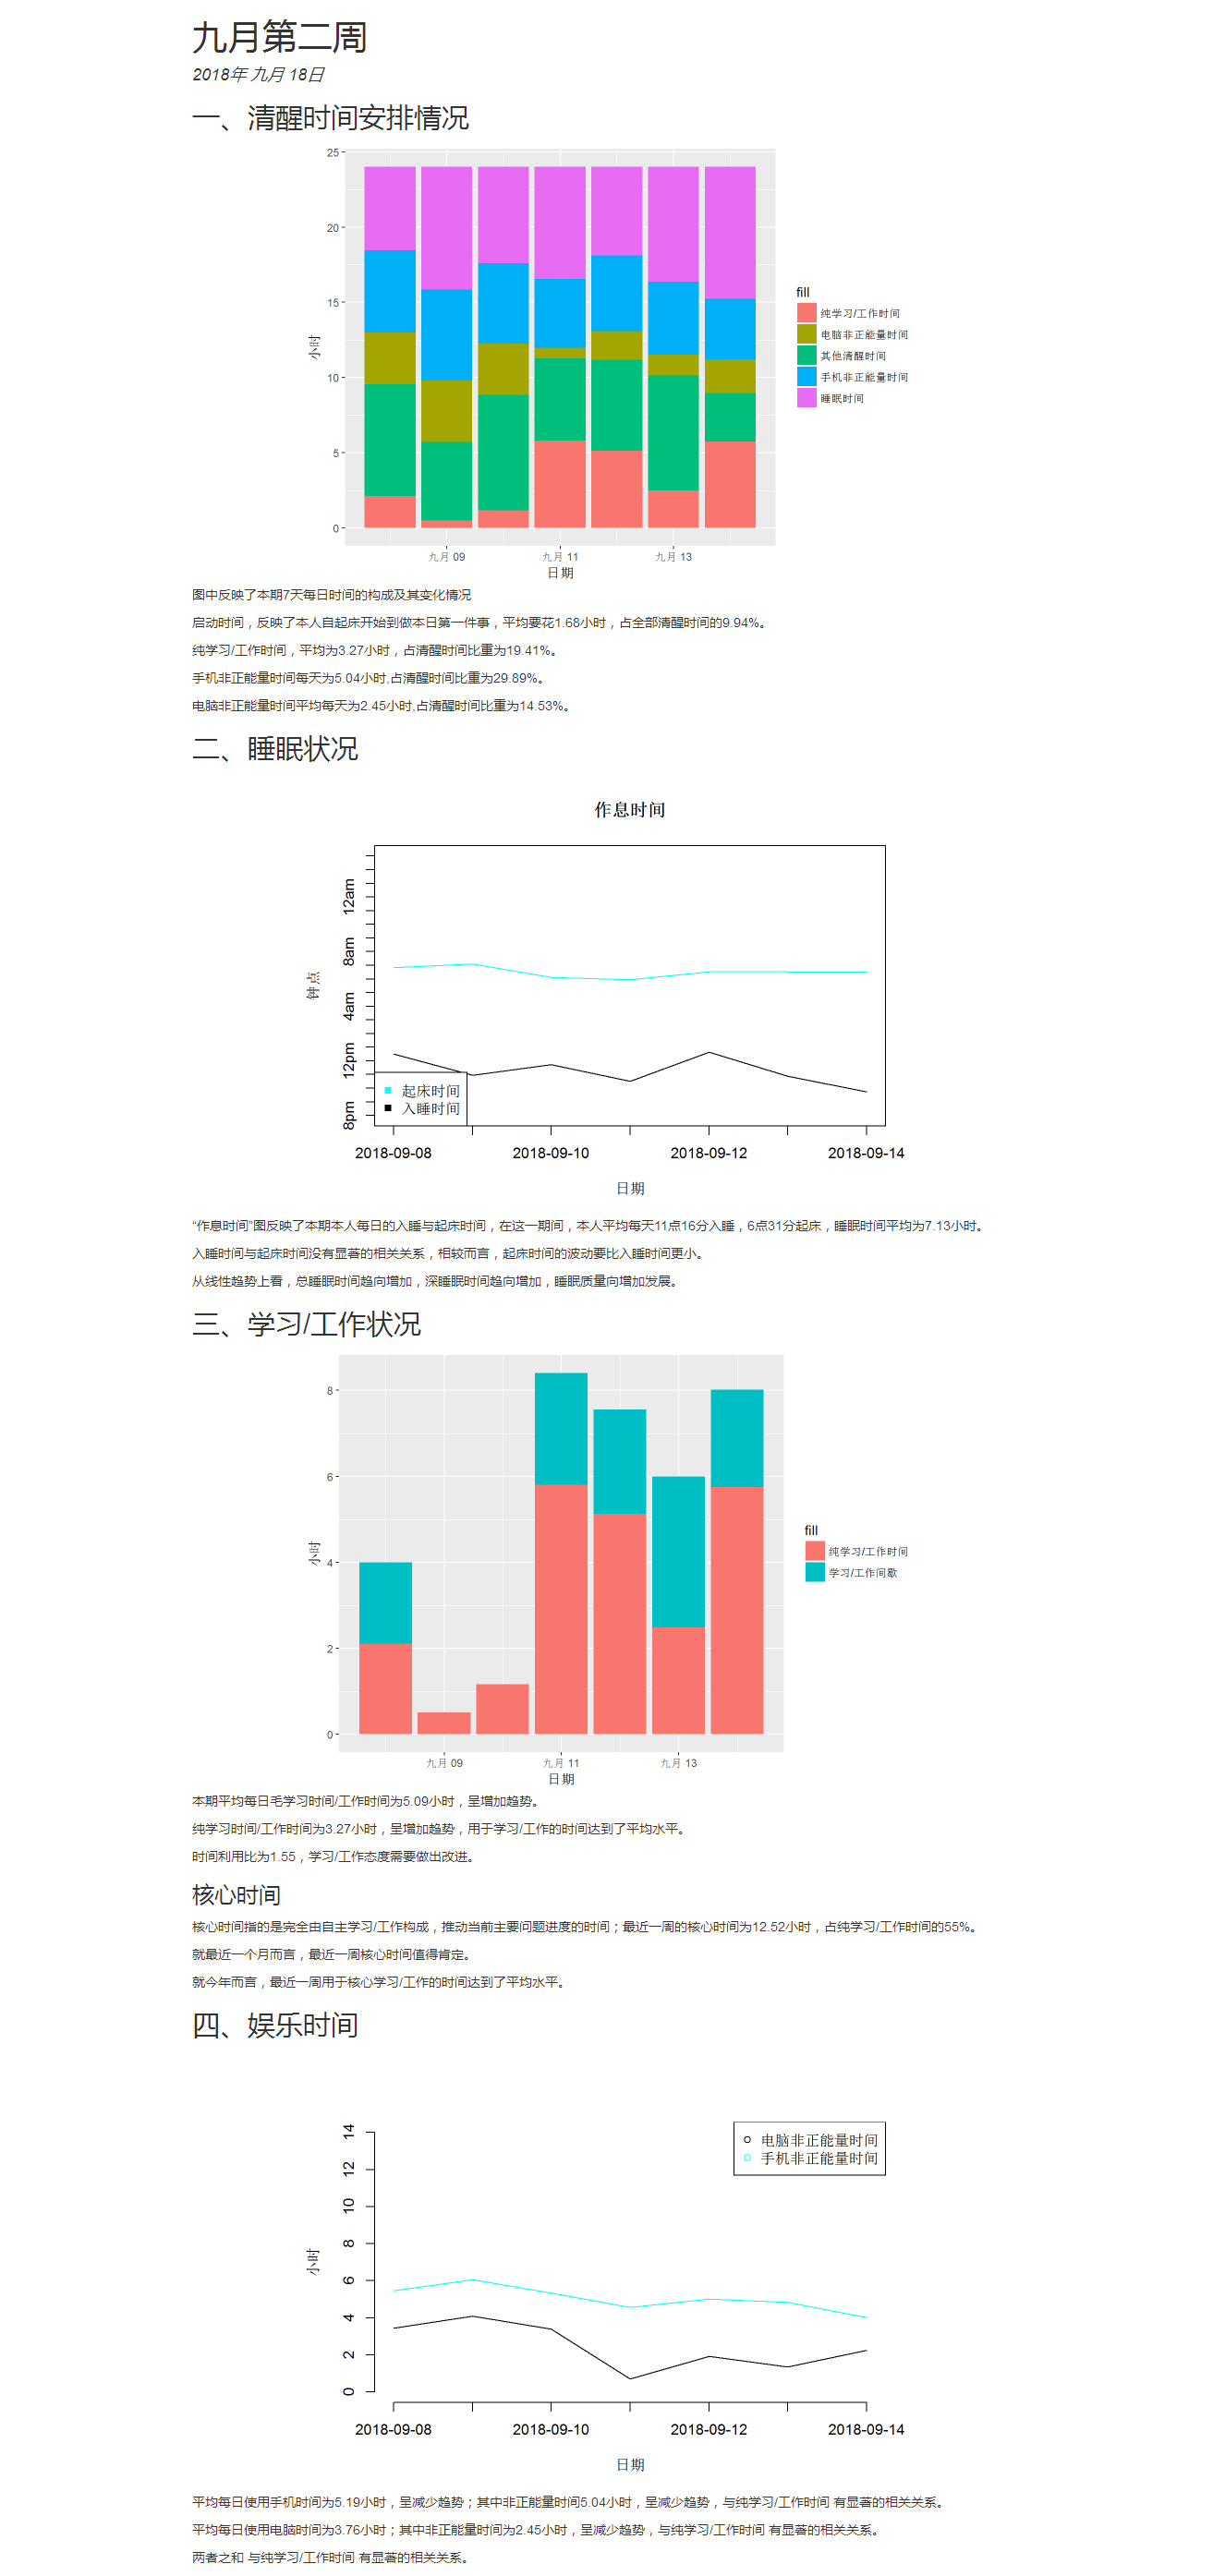 九月第二周
2018年 九月 18日
一、清醒时间安排情况
25
20
15
10
5
0
小时
九月 09
九月 11
九月 13
日期
fill
纯学习/工作时间
电脑非正能量时间
其他清醒时间
手机非正能量时间
睡眠时间
图中反映了本期7天每日时间的构成及其变化情况
启动时间，反映了本人自起床开始到做本日第一件事，平均要花1.68小时，占全部清醒时间的9.94%。
纯学习/工作时间，平均为3.27小时，占清醒时间比重为19.41%。
手机非正能量时间每天为5.04小时,占清醒时间比重为29.89%。
电脑非正能量时间平均每天为2.45小时,占清醒时间比重为14.53%。
二、睡眠状况
作息时间
12am
8am
4am
12pm
8pm
钟点
起床时间
入睡时间
2018-09-08
2018-09-10
2018-09-12
2018-09-14
日期
“作息时间”图反映了本期本人每日的入睡与起床时间，在这一期间，本人平均每天11点16分入睡，6点31分起床，睡眠时间平均为7.13小时。
入睡时间与起床时间没有显著的相关关系，相较而言，起床时间的波动要比入睡时间更小。
从线性趋势上看，总睡眠时间趋向增加，深睡眠时间趋向增加，睡眠质量向增加发展。
三、学习/工作状况
8
6
4
2
0
小时
九月 09
九月 11
九月 13
日期
fill
纯学习/工作时间
学习/工作间歇
本期平均每日毛学习时间/工作时间为5.09小时，呈增加趋势。
纯学习时间/工作时间为3.27小时，呈增加趋势，用于学习/工作的时间达到了平均水平。
时间利用比为1.55，学习/工作态度需要做出改进。
核心时间
核心时间指的是完全由自主学习/工作构成，推动当前主要问题进度的时间；最近一周的核心时间为12.52小时，占纯学习/工作时间的55%。
就最近一个月而言，最近一周核心时间值得肯定。
就今年而言，最近一周用于核心学习/工作的时间达到了平均水平。
四、娱乐时间
14
12
10
8
6
4
2
0
小时
电脑非正能量时间
手机非正能量时间
2018-09-08
2018-09-10
2018-09-12
2018-09-14
日期
平均每日使用手机时间为5.19小时，呈减少趋势；其中非正能量时间5.04小时，呈减少趋势，与纯学习/工作时间 有显著的相关关系。
平均每日使用电脑时间为3.76小时；其中非正能量时间为2.45小时，呈减少趋势，与纯学习/工作时间 有显著的相关关系。
两者之和 与纯学习/工作时间 有显著的相关关系。